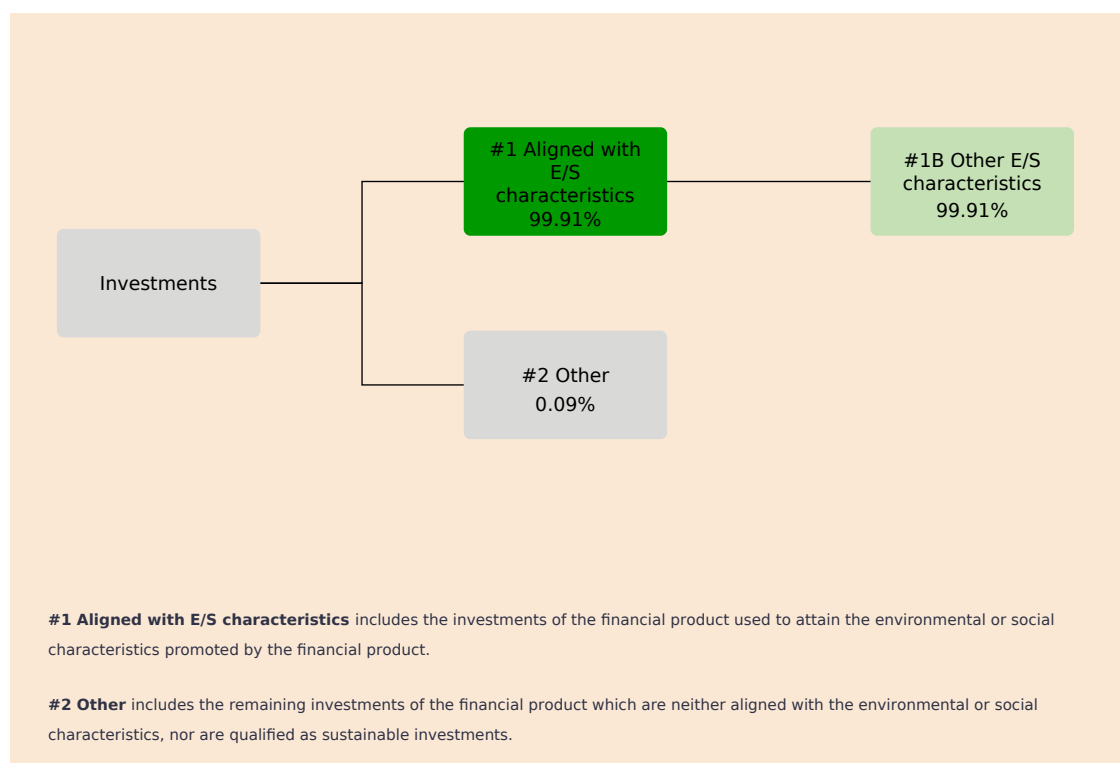 #1 Aligned with
E/S
characteristics
99.91%
#1B Other E/S
characteristics
99.91%
Investments
#2 Other
0.09%
#1 Aligned with E/S characteristics includes the investments of the financial product used to attain the environmental or social
characteristics promoted by the financial product.
#2 Other includes the remaining investments of the financial product which are neither aligned with the environmental or social
characteristics, nor are qualified as sustainable investments.